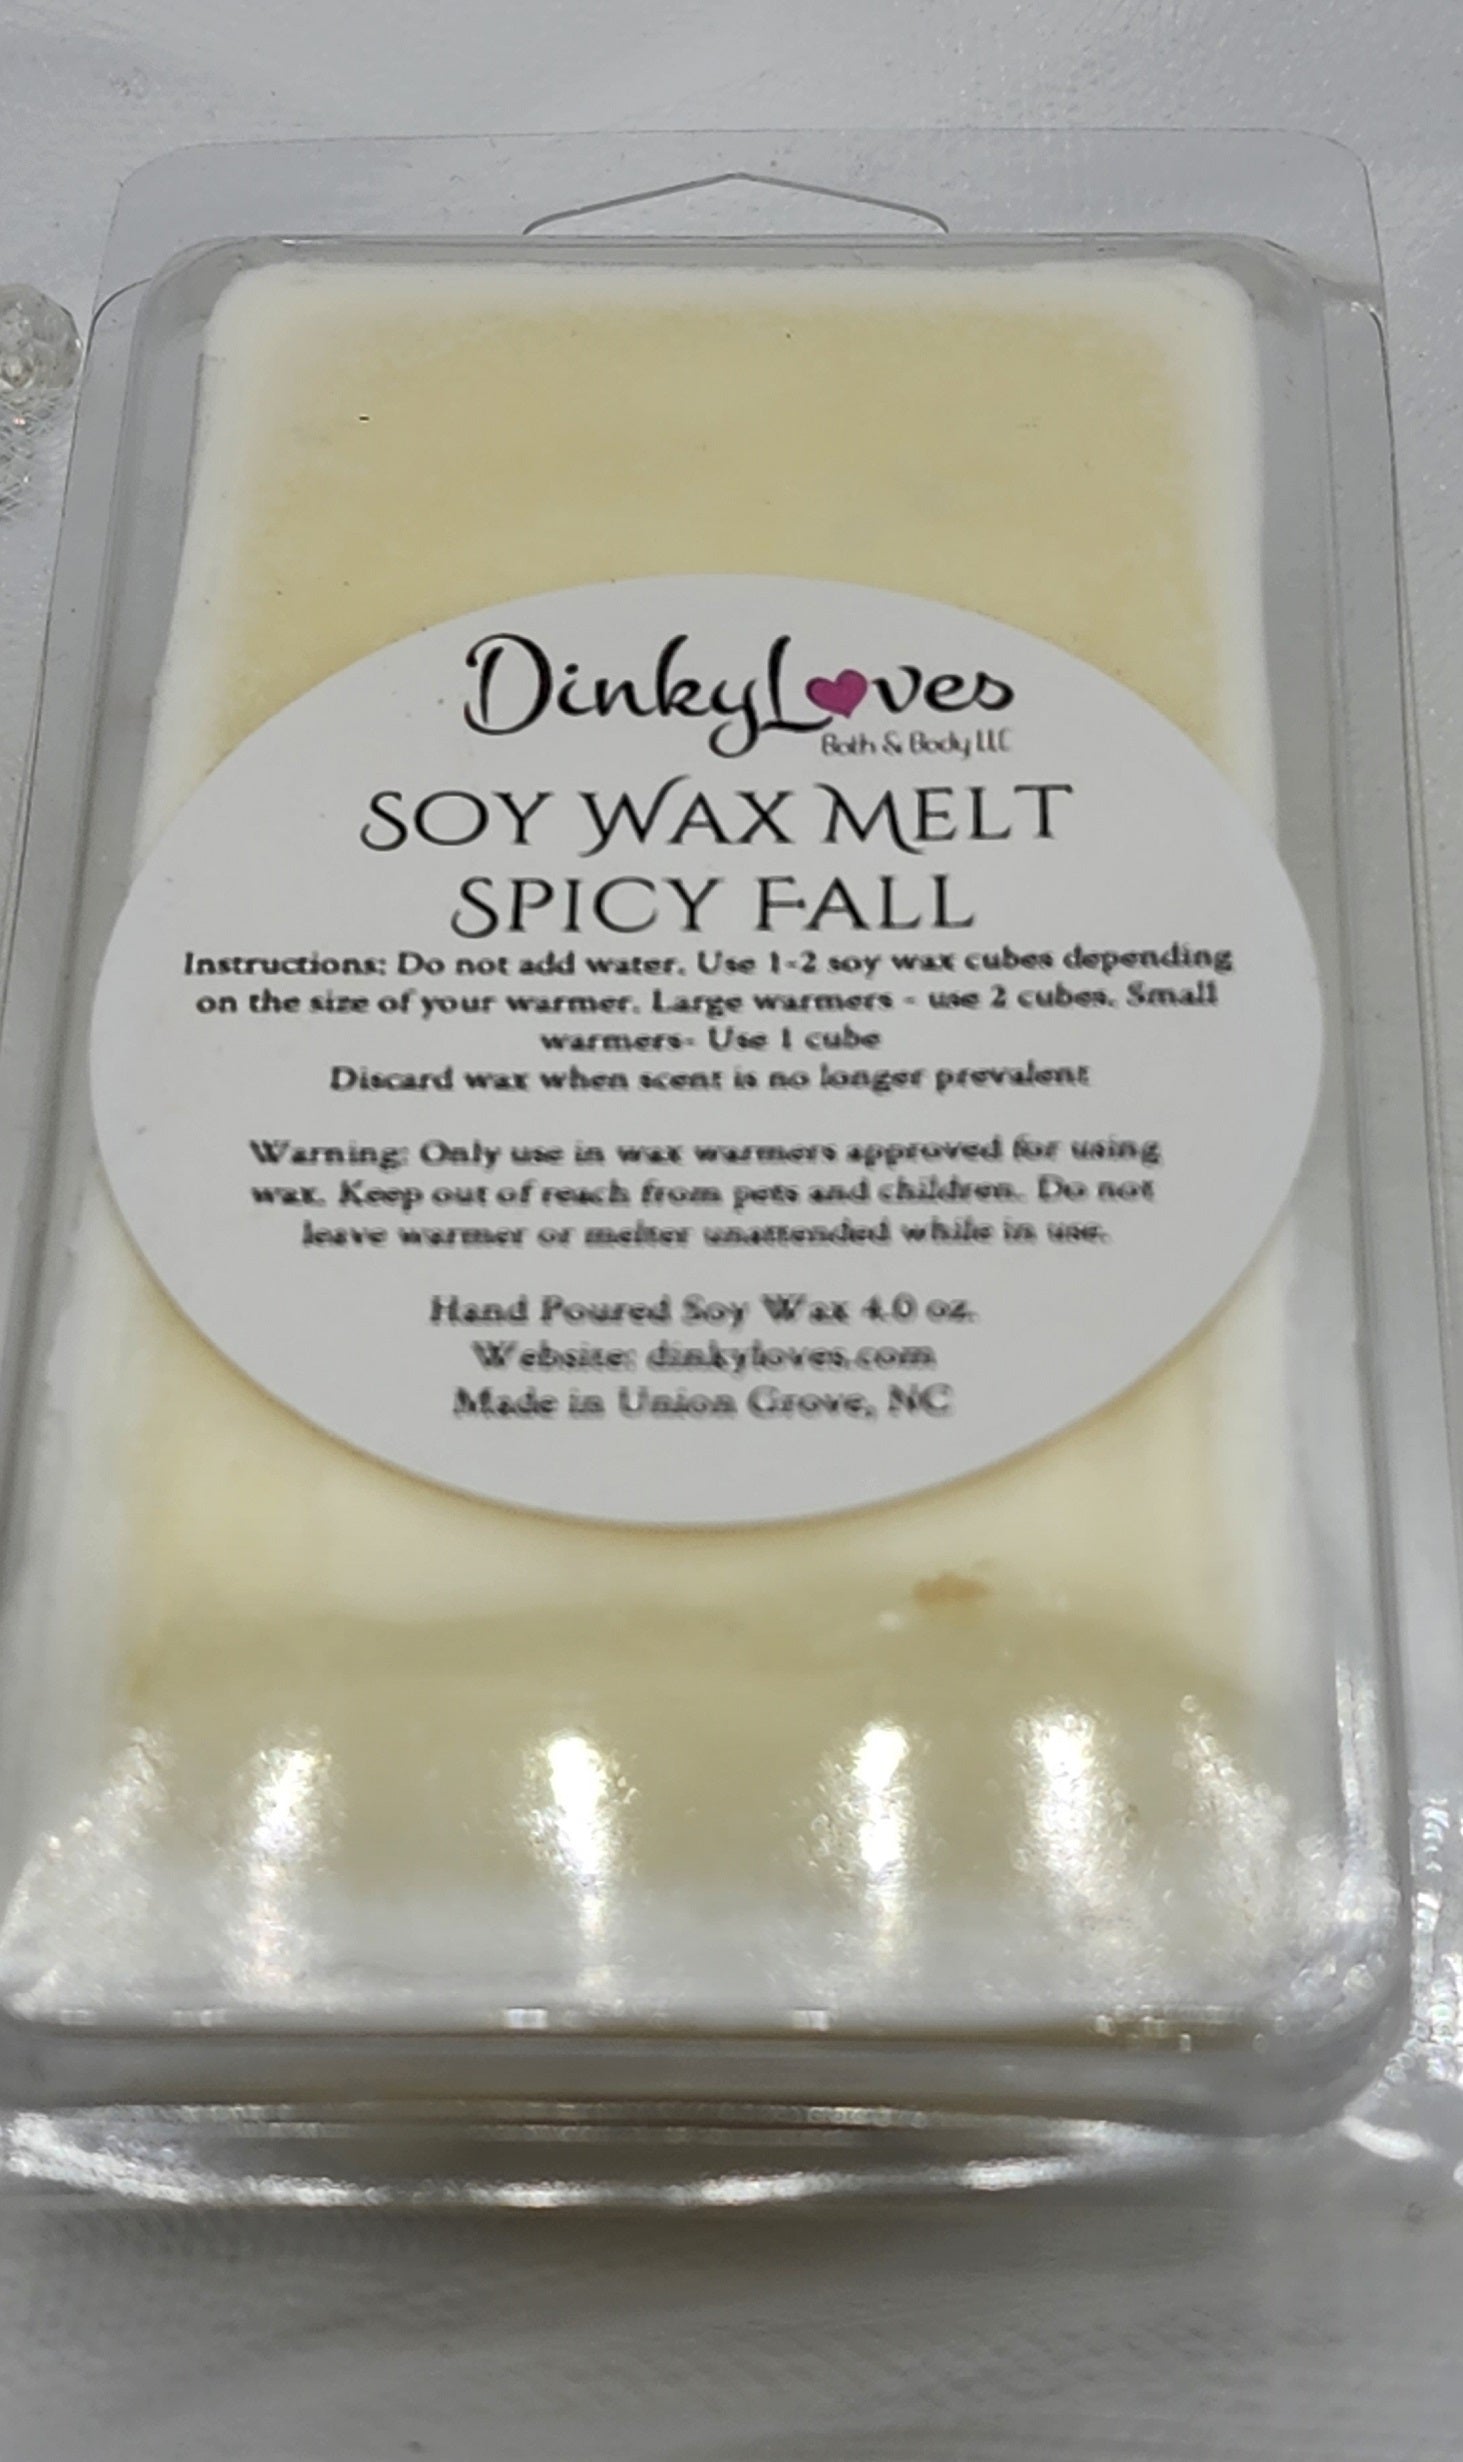 DinkyLoves
Bath & Body LLC
SOY WAX MELT
SPICY FALL
Instructions: Do not add water. Use 1-2 soy wax cubes depending
on the size of your warmer. Large warmers - use 2 cubes. Small
warmers- Use 1 cube
Discard wax when scent is no longer prevalent
Warning: Only use in wax warmers approved for using
wax. Keep out of reach from pets and children. Do not
leave warmer or melter unattended while in use.
Hand Poured Soy Wax 4.0 oz.
Website: dinkyloves.com
Made in Union Grove, NC